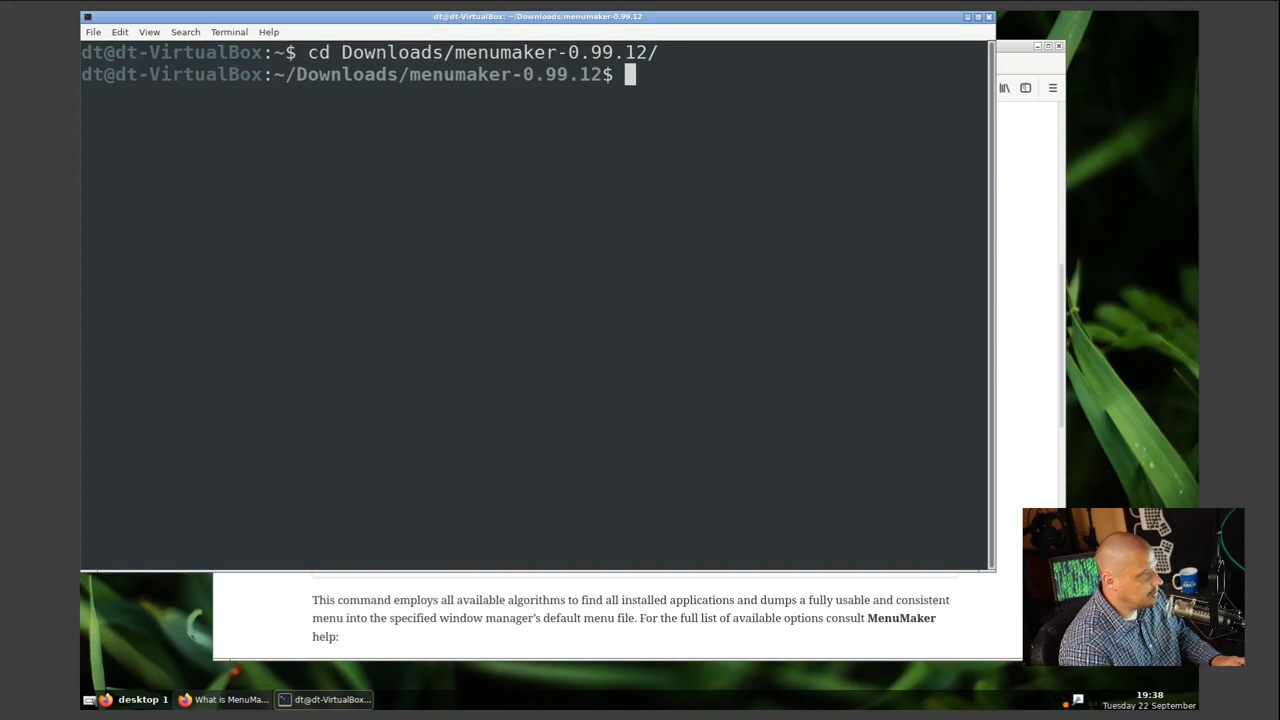 dt@dt-VirtualBox: ~/Downloads/menumaker-0.99.12
File Edit View Search Terminal Help
dt@dt-VirtualBox:~$ cd Downloads/menumaker-0.99.12/
dt@dt-VirtualBox:~/Downloads/menumaker-0.99.12$
This command employs all available algorithms to find all installed applications and dumps a fully usable and consistent
menu into the specified window manager’s default menu file. For the full list of available options consult MenuMaker
help:
desktop 1 What is MenuMa... dt@dt-VirtualBox...
19:38
Tuesday 22 September